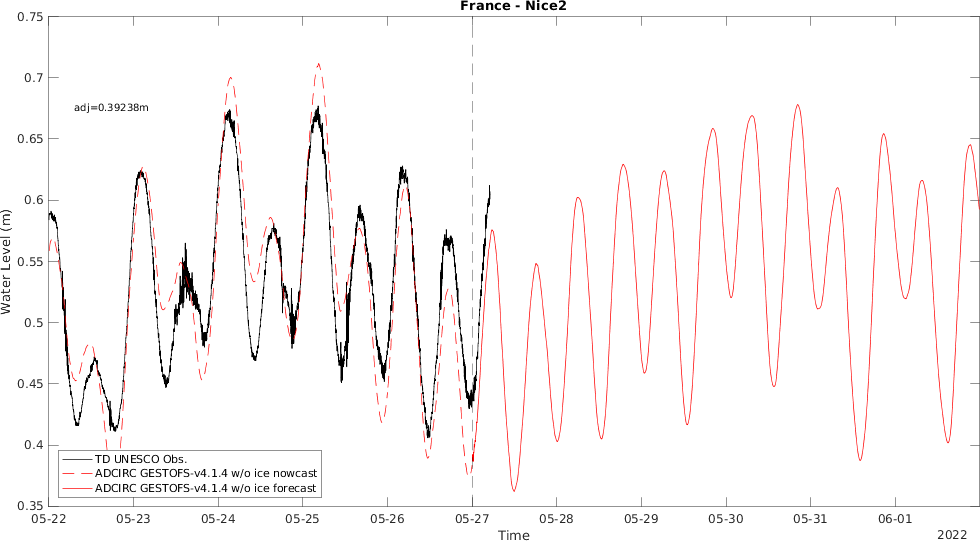 France - Nice2
0.75
0.7
0.65
0.6
0.55
0.5
0.45
0.4
0.35
Water Level (m)
adj=0.39238m
TD UNESCO Obs.
ADCIRC GESTOFS-v4.1.4 w/o ice nowcast
ADCIRC GESTOFS-v4.1.4 w/o ice forecast
05-22 05-23 05-24 05-25 05-26 05-27 05-28 05-29 05-30 05-31 06-01
Time
2022